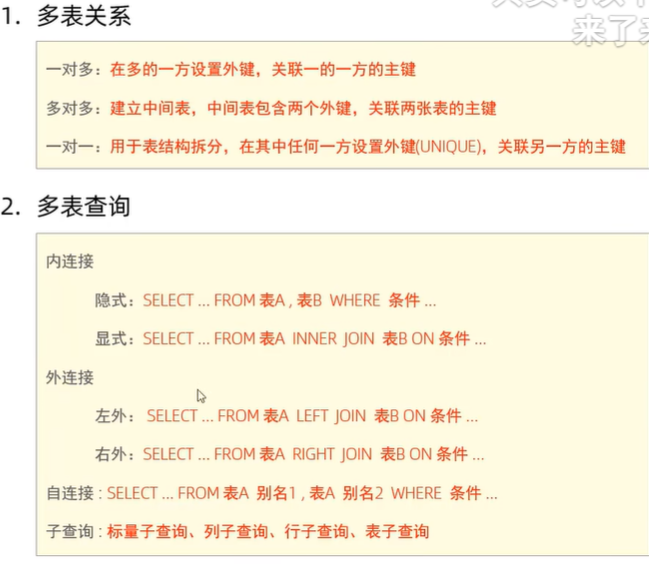 来了来
1. 多表关系
一对多：在多的一方设置外键，关联一的一方的主键
多对多：建立中间表，中间表包含两个外键，关联两张表的主键
一对一：用于表结构拆分，在其中任何一方设置外键(UNIQUE)，关联另一方的主键
2. 多表查询
内连接
隐式：SELECT ... FROM 表A , 表B WHERE 条件 ...
显式：SELECT ... FROM 表A INNER JOIN 表B ON 条件 ...
外连接
左外： SELECT ... FROM 表A LEFT JOIN 表B ON 条件 ...
右外：SELECT ... FROM 表A RIGHT JOIN 表B ON 条件 ...
自连接 : SELECT ... FROM 表A 别名1 , 表A 别名2 WHERE 条件 ...
子查询 : 标量子查询、列子查询、行子查询、表子查询